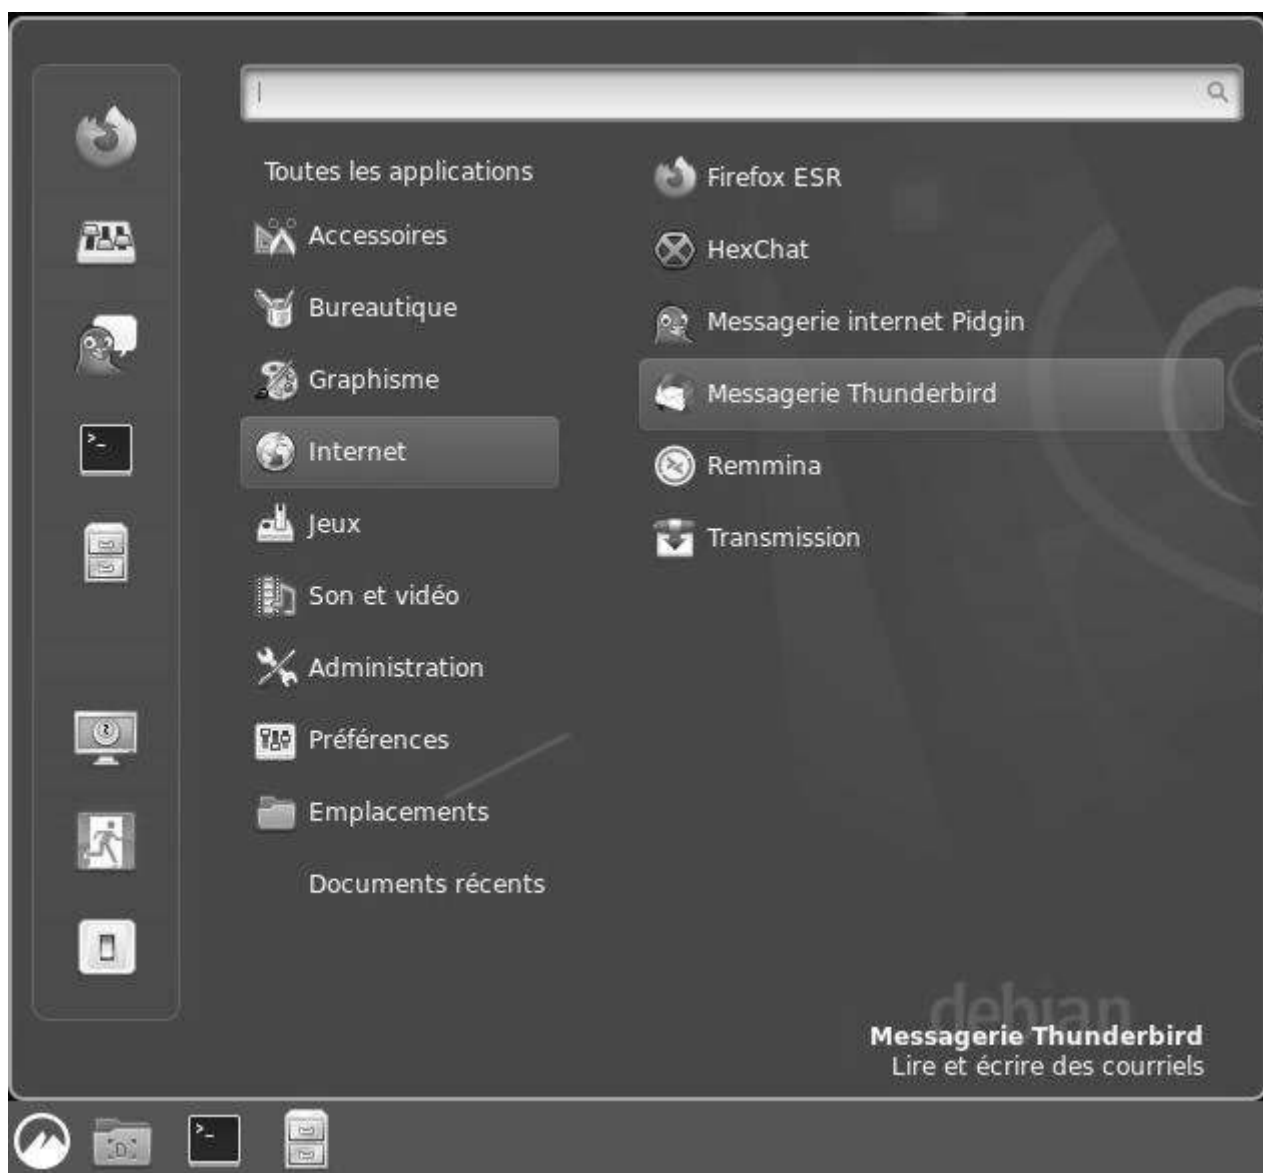 Toutes les applications
Accessoires
Bureautique
Graphisme
Internet
Jeux
Son et vidéo
Administration
Préférences
Emplacements
Documents récents
Firefox ESR
HexChat
Messagerie internet Pidgin
Messagerie Thunderbird
Remmina
Transmission
debian
Messagerie Thunderbird
Lire et écrire des courriels